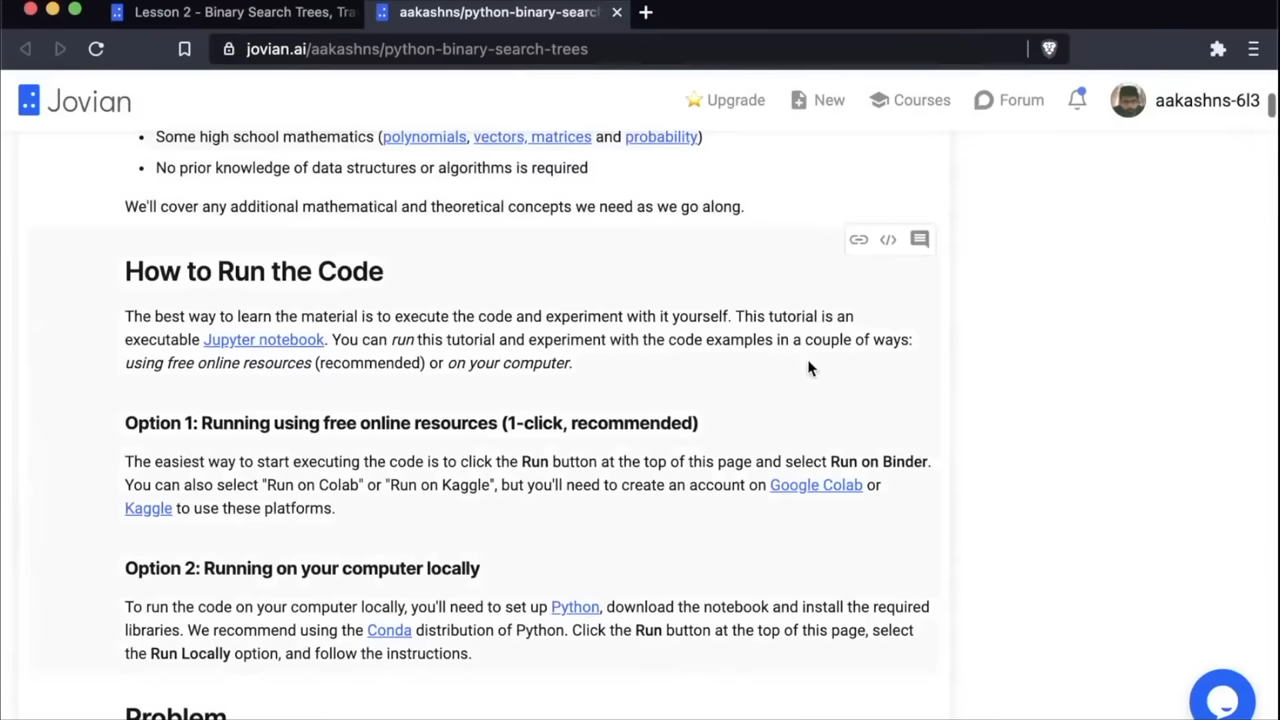 Lesson 2 - Binary Search Trees, Tra
aakashns/python-binary-search
jovian.ai/aakashns/python-binary-search-trees
Jovian
Upgrade
New
Courses
Forum
aakashns-6l3
• Some high school mathematics (polynomials, vectors, matrices and probability)
• No prior knowledge of data structures or algorithms is required
We'll cover any additional mathematical and theoretical concepts we need as we go along.
How to Run the Code
The best way to learn the material is to execute the code and experiment with it yourself. This tutorial is an
executable Jupyter notebook. You can run this tutorial and experiment with the code examples in a couple of ways:
using free online resources (recommended) or on your computer.
Option 1: Running using free online resources (1-click, recommended)
The easiest way to start executing the code is to click the Run button at the top of this page and select Run on Binder.
You can also select "Run on Colab" or "Run on Kaggle", but you'll need to create an account on Google Colab or
Kaggle to use these platforms.
Option 2: Running on your computer locally
To run the code on your computer locally, you'll need to set up Python, download the notebook and install the required
libraries. We recommend using the Conda distribution of Python. Click the Run button at the top of this page, select
the Run Locally option, and follow the instructions.
Problem